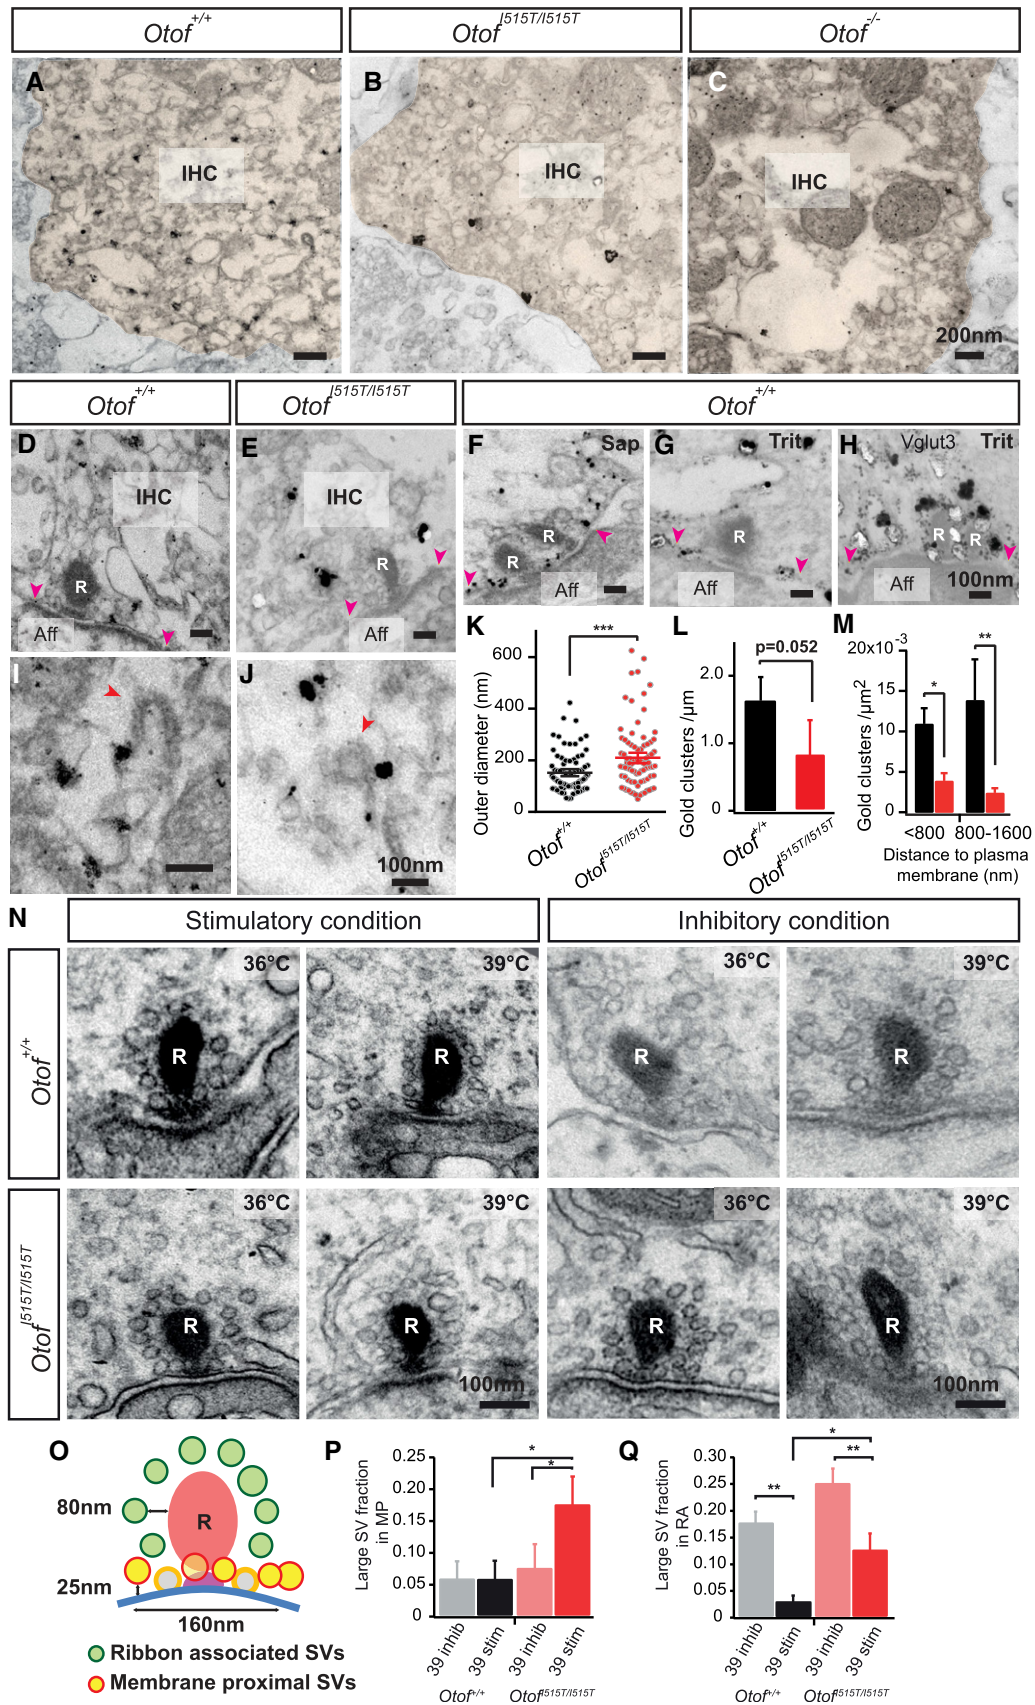 Otof+/+
OtofI515T/I515T
Otof-/-
A
IHC
B
IHC
C
IHC
200nm
Otof+/+
OtofI515T/I515T
Otof+/+
D
IHC
R
Aff
E
IHC
R
Aff
F
Sap
R
R
Aff
G
Trit
R
Aff
H
Vglut3
Trit
R
R
Aff
100nm
I
J
100nm
K
***
600
400
200
0
Outer diameter (nm)
Otof+/+
OtofI515T/I515T
L
p=0.052
2.0
1.0
0
Gold clusters /µm
Otof+/+
OtofI515T/I515T
M
20x10-3
15
10
5
0
*
**
Gold clusters /µm2
<800
800-1600
Distance to plasma
membrane (nm)
N
Stimulatory condition
Inhibitory condition
Otof+/+
36°C
R
39°C
R
36°C
R
39°C
R
OtofI515T/I515T
36°C
R
39°C
R
100nm
36°C
R
39°C
R
100nm
O
80nm
R
25nm
160nm
Ribbon associated SVs
Membrane proximal SVs
P
0.25
0.20
0.15
0.10
0.05
0
Large SV fraction
in MP
*
*
39 inhib
39 stim
39 inhib
39 stim
Otof+/+
OtofI515T/I515T
Q
0.30
0.25
0.20
0.15
0.10
0.05
0
Large SV fraction
in RA
*
**
**
39 inhib
39 stim
39 inhib
39 stim
Otof+/+
OtofI515T/I515T